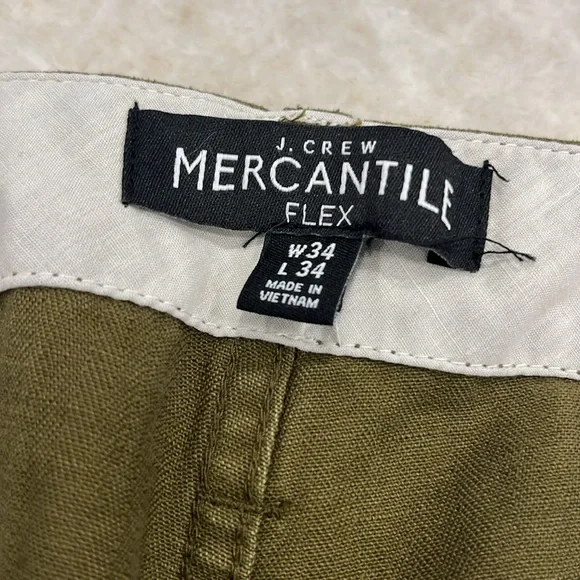 J. CREW
MERCANTILE
FLEX
W34
L 34
MADE IN
VIETNAM